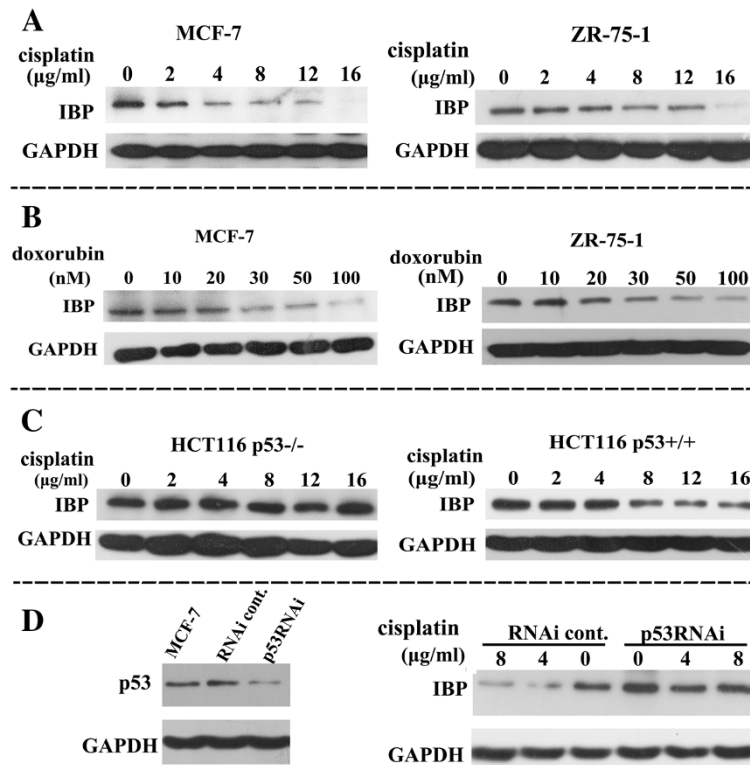 A
MCF-7
cisplatin
(μg/ml)
0 2 4 8 12 16
IBP
GAPDH
ZR-75-1
cisplatin
(μg/ml)
0 2 4 8 12 16
IBP
GAPDH
B
MCF-7
doxorubin
(nM)
0 10 20 30 50 100
IBP
GAPDH
ZR-75-1
doxorubin
(nM)
0 10 20 30 50 100
IBP
GAPDH
C
HCT116 p53-/-
cisplatin
(μg/ml)
0 2 4 8 12 16
IBP
GAPDH
HCT116 p53+/+
cisplatin
(μg/ml)
0 2 4 8 12 16
IBP
GAPDH
D
MCF-7 RNAi cont. p53RNAi
p53
GAPDH
cisplatin
(μg/ml)
RNAi cont. p53RNAi
8 4 0 0 4 8
IBP
GAPDH